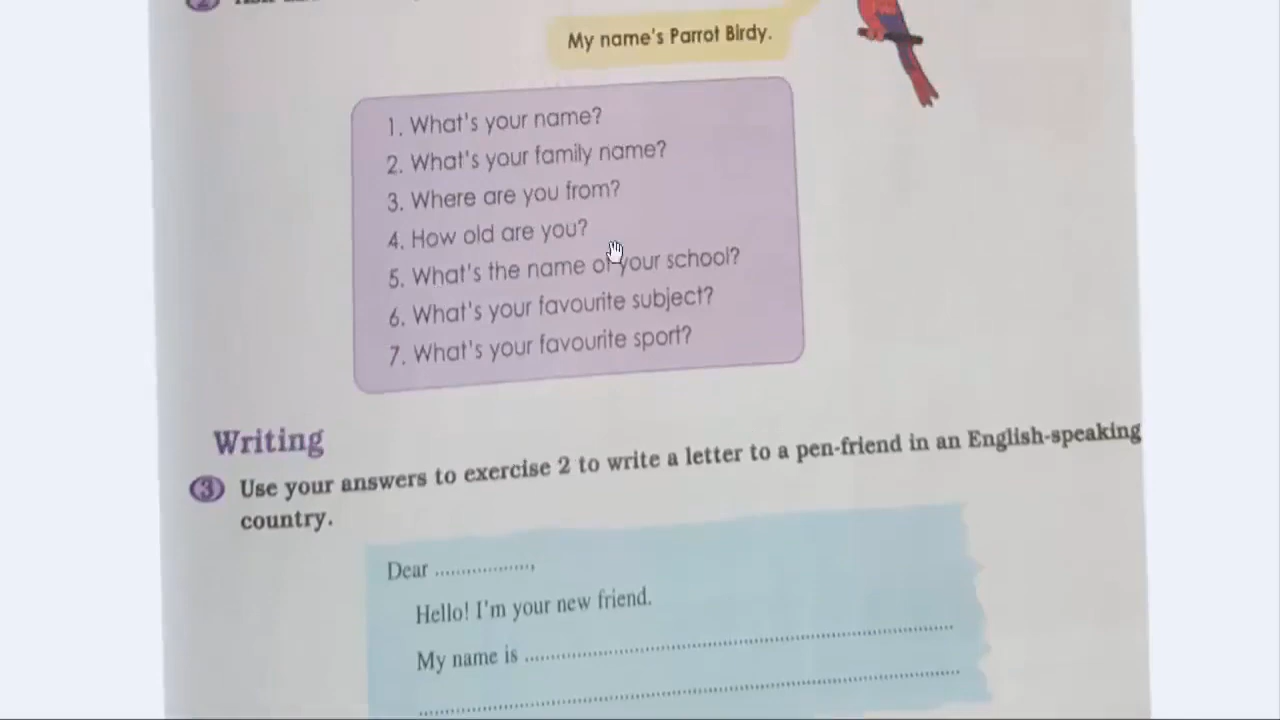 My name's Parrot Birdy.
1. What's your name?
2. What's your family name?
3. Where are you from?
4. How old are you?
5. What's the name of your school?
6. What's your favourite subject?
7. What's your favourite sport?
Writing
3 Use your answers to exercise 2 to write a letter to a pen-friend in an English-speaking
country.
Dear ..................,
Hello! I'm your new friend.
My name is ....................................................................................
..........................................................................................................